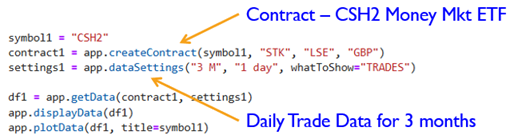 Contract – CSH2 Money Mkt ETF
symbol1 = "CSH2"
contract1 = app.createContract(symbol1, "STK", "LSE", "GBP")
settings1 = app.dataSettings("3 M", "1 day", whatToShow="TRADES")
df1 = app.getData(contract1, settings1)
app.displayData(df1)
app.plotData(df1, title=symbol1)
Daily Trade Data for 3 months